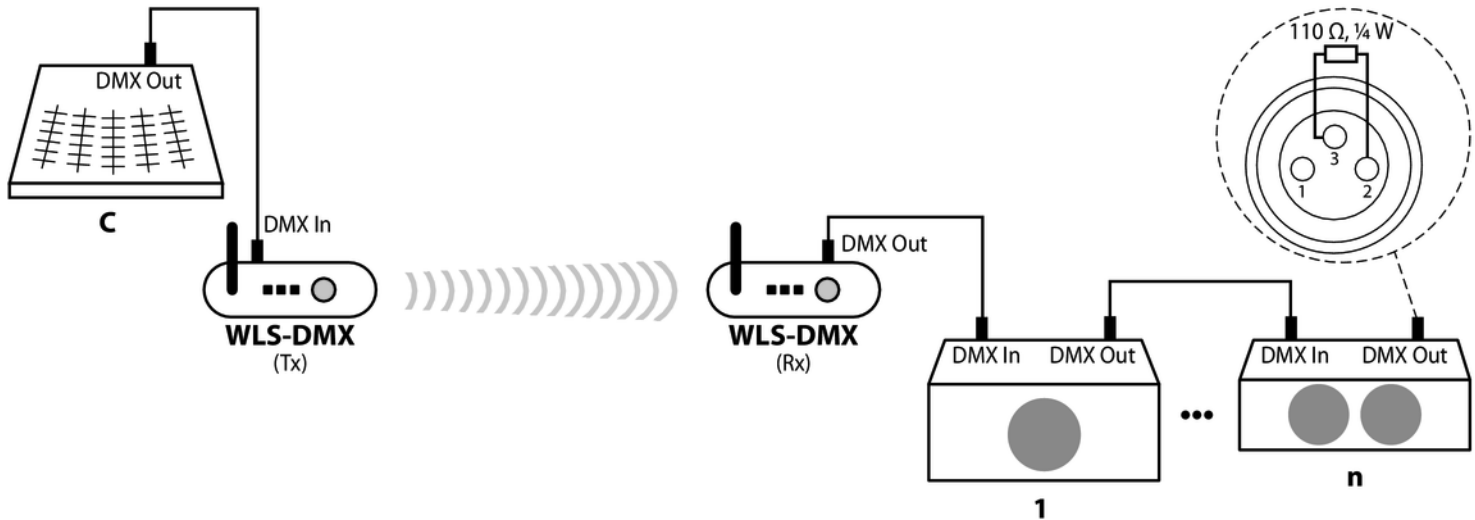 DMX Out
C
DMX In
WLS-DMX
(Tx)
DMX Out
WLS-DMX
(Rx)
DMX In
DMX Out
1
DMX In
DMX Out
n
110 Ω, ¼ W
3
1
2